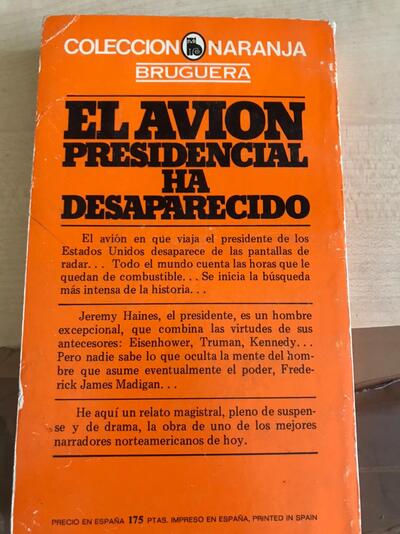 COLECCION NARANJA
BRUGUERA
EL AVION
PRESIDENCIAL
HA
DESAPARECIDO
El avión en que viaja el presidente de los
Estados Unidos desaparece de las pantallas de
radar. . . Todo el mundo cuenta las horas que le
quedan de combustible. . . Se inicia la búsqueda
más intensa de la historia. . .
Jeremy Haines, el presidente, es un hombre
excepcional, que combina las virtudes de sus
antecesores: Eisenhower, Truman, Kennedy. . .
Pero nadie sabe lo que oculta la mente del hom-
bre que asume eventualmente el poder, Frede-
rick James Madigan. . .
He aquí un relato magistral, pleno de suspen-
se y de drama, la obra de uno de los mejores
narradores norteamericanos de hoy.
PRECIO EN ESPAÑA 175 PTAS. IMPRESO EN ESPAÑA, PRINTED IN SPAIN